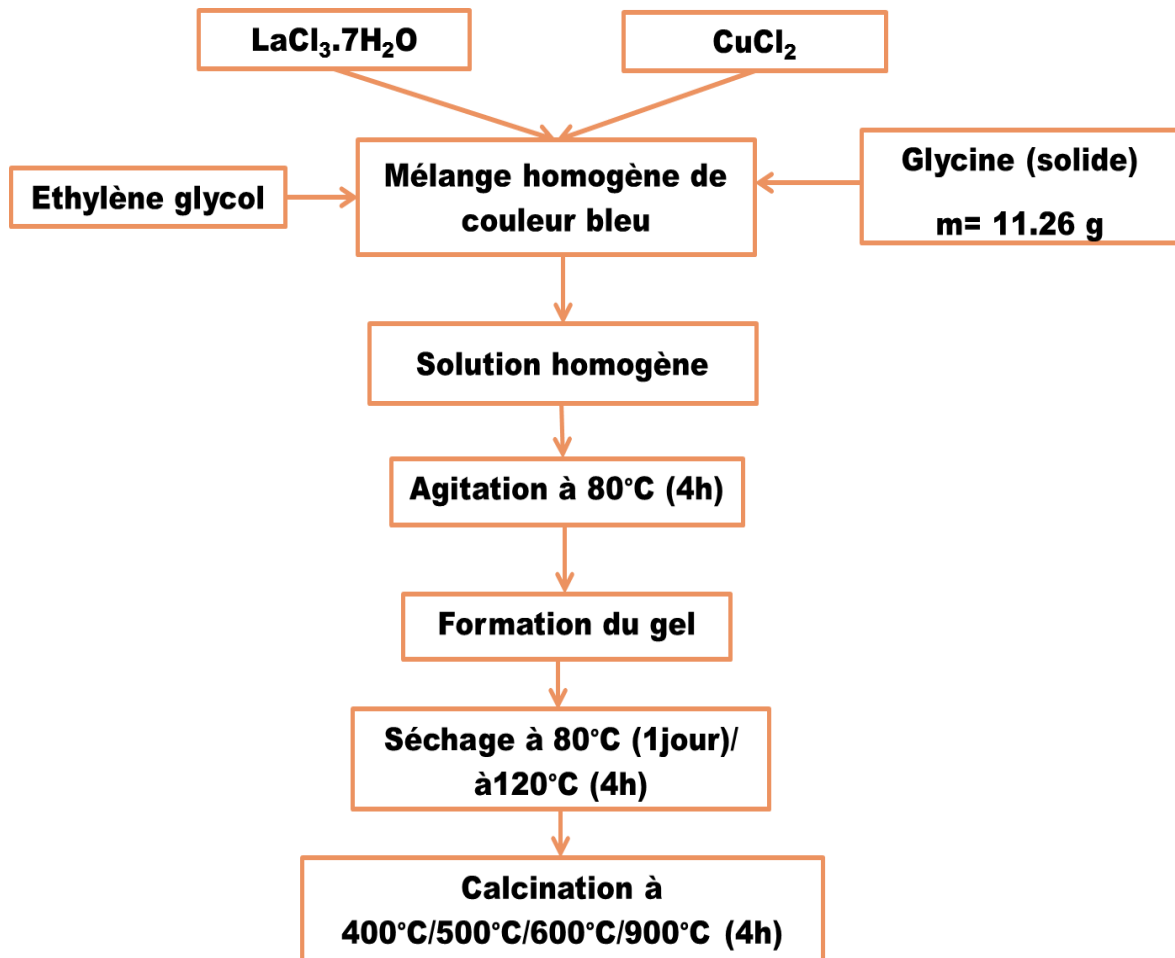 LaCl₃.7H₂O
CuCl₂
Ethylène glycol
Mélange homogène de
couleur bleu
Glycine (solide)
m= 11.26 g
Solution homogène
Agitation à 80°C (4h)
Formation du gel
Séchage à 80°C (1jour)/
à120°C (4h)
Calcination à
400°C/500°C/600°C/900°C (4h)